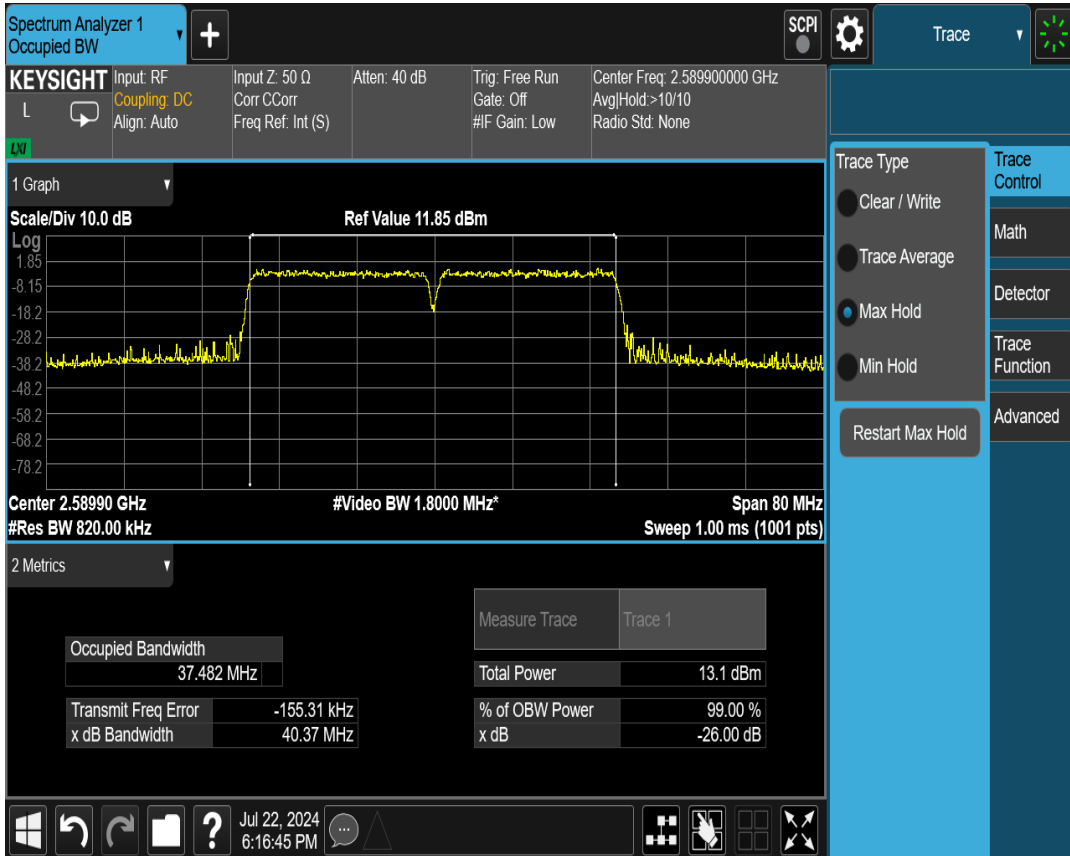 Spectrum Analyzer 1
Occupied BW
+
SCPI
Trace
KEYSIGHT
L
LXI
Input: RF
Coupling: DC
Align: Auto
Input Z: 50 Ω
Corr CCorr
Freq Ref: Int (S)
Atten: 40 dB
Trig: Free Run
Gate: Off
#IF Gain: Low
Center Freq: 2.589900000 GHz
Avg|Hold:>10/10
Radio Std: None
1 Graph
Scale/Div 10.0 dB
Ref Value 11.85 dBm
Log
1.85
-8.15
-18.2
-28.2
-38.2
-48.2
-58.2
-68.2
-78.2
Center 2.58990 GHz
#Video BW 1.8000 MHz*
Span 80 MHz
#Res BW 820.00 kHz
Sweep 1.00 ms (1001 pts)
2 Metrics
Measure Trace
Trace 1
Occupied Bandwidth
37.482 MHz
Total Power
13.1 dBm
Transmit Freq Error
-155.31 kHz
% of OBW Power
99.00 %
x dB Bandwidth
40.37 MHz
x dB
-26.00 dB
Trace Type
Clear / Write
Trace Average
Max Hold
Min Hold
Restart Max Hold
Trace
Control
Math
Detector
Trace
Function
Advanced
?
Jul 22, 2024
6:16:45 PM